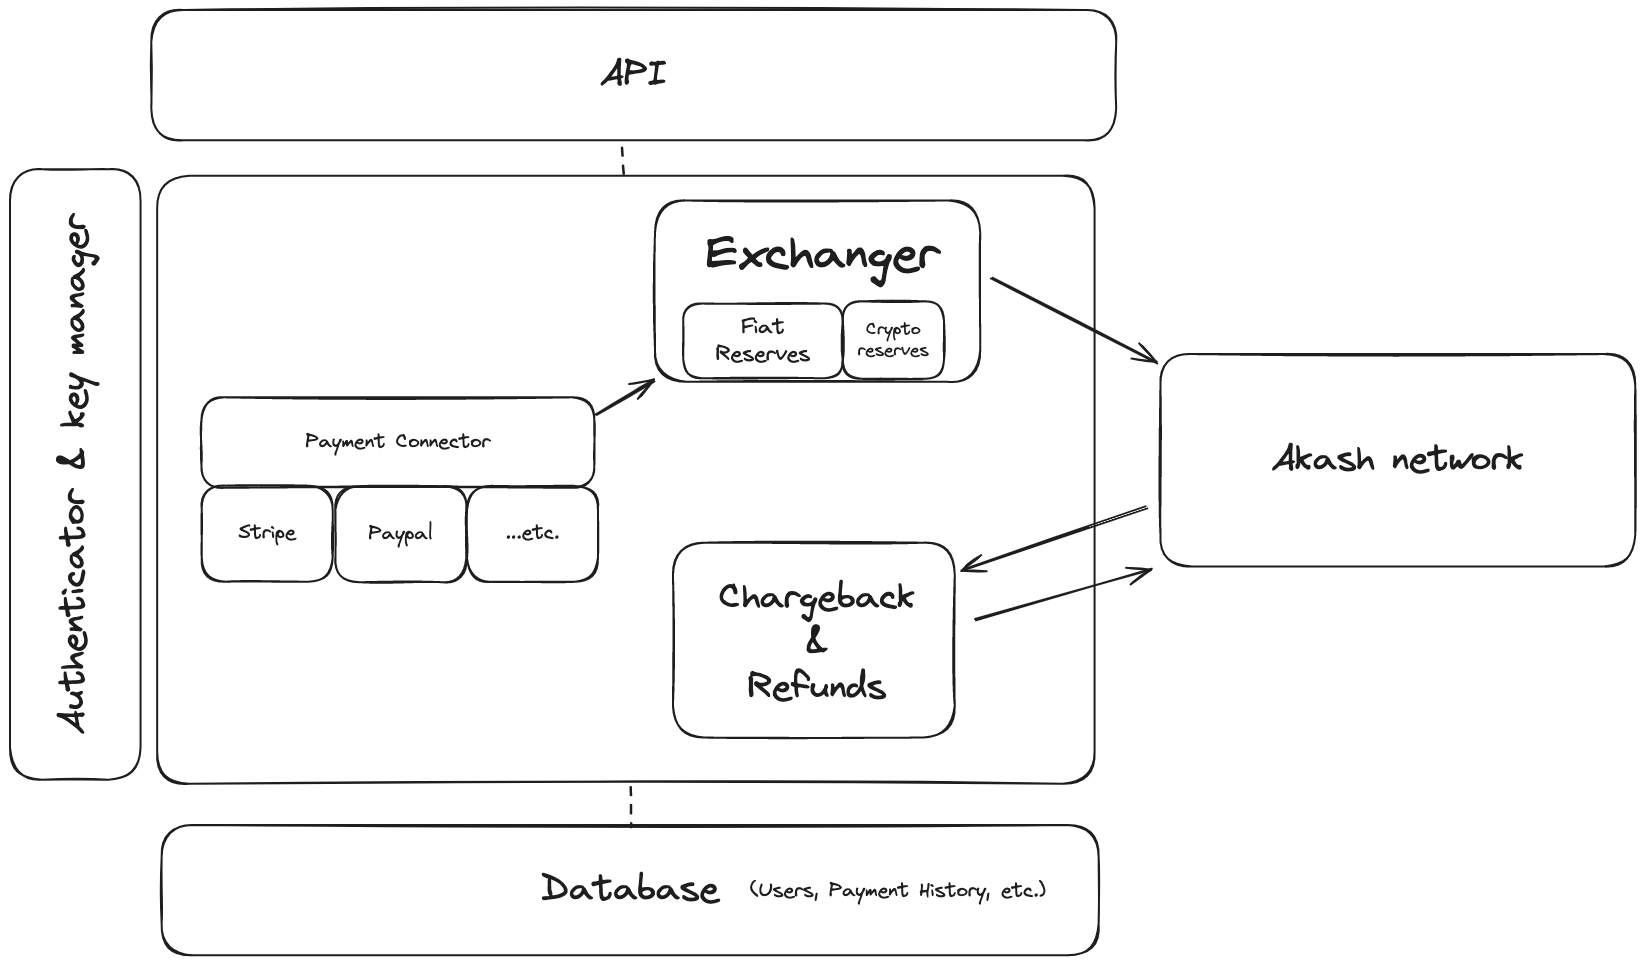 API
Authenticator & key manager
Exchanger
Fiat
Reserves
Crypto
reserves
Payment Connector
Stripe
Paypal
...etc.
Akash network
Chargeback
&
Refunds
Database (Users, Payment History, etc.)